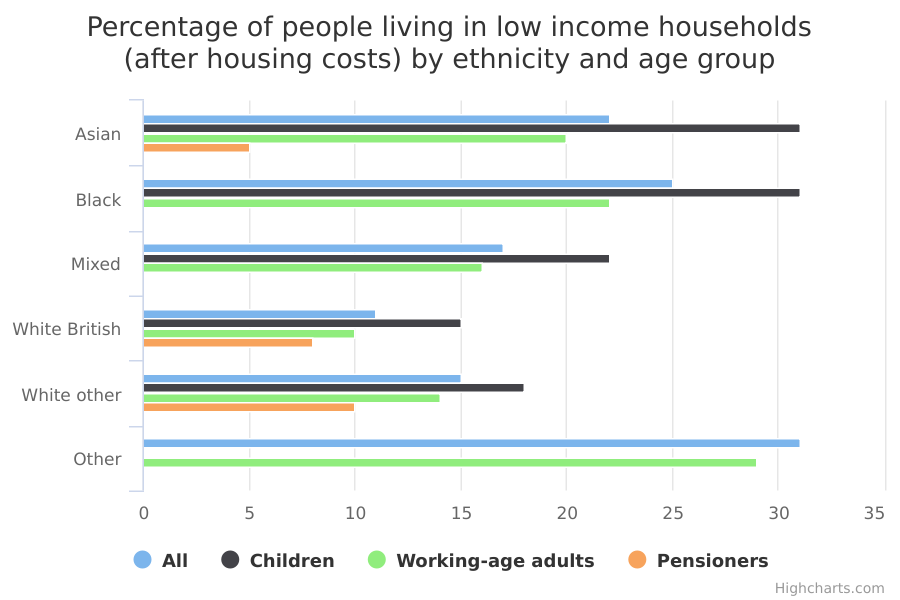 Percentage of people living in low income households
(after housing costs) by ethnicity and age group
Asian
Black
Mixed
White British
White other
Other
0 5 10 15 20 25 30 35
All Children Working-age adults Pensioners
Highcharts.com